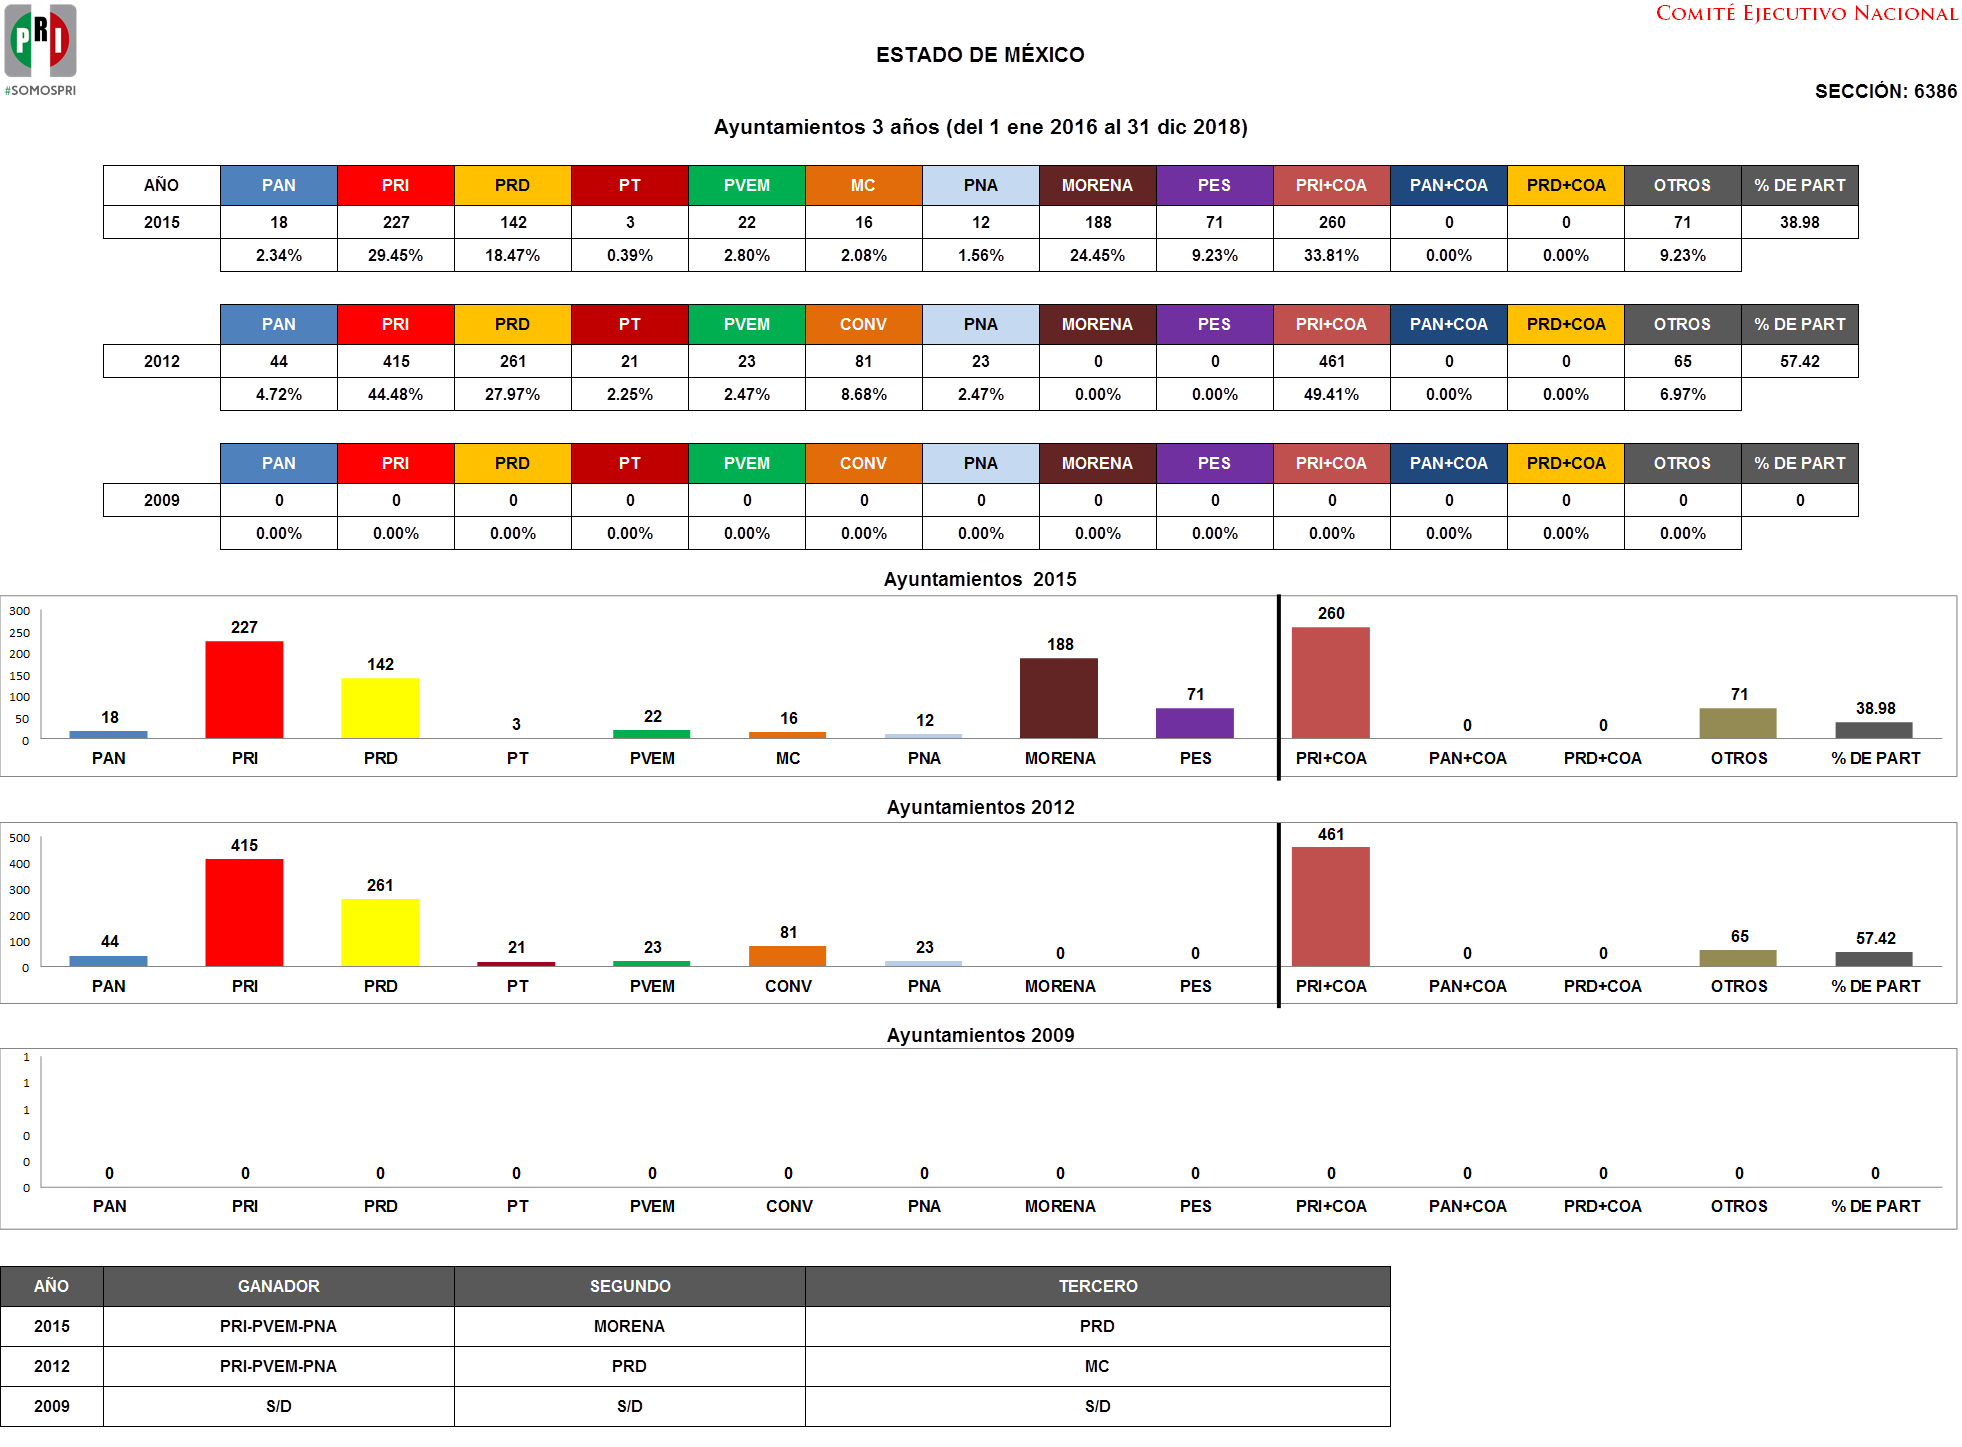 PRI
#SOMOSPRI
COMITÉ EJECUTIVO NACIONAL
ESTADO DE MÉXICO
SECCIÓN: 6386
Ayuntamientos 3 años (del 1 ene 2016 al 31 dic 2018)
AÑO PAN PRI PRD PT PVEM MC PNA MORENA PES PRI+COA PAN+COA PRD+COA OTROS % DE PART
2015 18 227 142 3 22 16 12 188 71 260 0 0 71 38.98
2.34% 29.45% 18.47% 0.39% 2.80% 2.08% 1.56% 24.45% 9.23% 33.81% 0.00% 0.00% 9.23%
PAN PRI PRD PT PVEM CONV PNA MORENA PES PRI+COA PAN+COA PRD+COA OTROS % DE PART
2012 44 415 261 21 23 81 23 0 0 461 0 0 65 57.42
4.72% 44.48% 27.97% 2.25% 2.47% 8.68% 2.47% 0.00% 0.00% 49.41% 0.00% 0.00% 6.97%
PAN PRI PRD PT PVEM CONV PNA MORENA PES PRI+COA PAN+COA PRD+COA OTROS % DE PART
2009 0 0 0 0 0 0 0 0 0 0 0 0 0 0
0.00% 0.00% 0.00% 0.00% 0.00% 0.00% 0.00% 0.00% 0.00% 0.00% 0.00% 0.00% 0.00%
Ayuntamientos 2015
300
250
200
150
100
50
0
18 227 142 3 22 16 12 188 71 260 0 0 71 38.98
PAN PRI PRD PT PVEM MC PNA MORENA PES PRI+COA PAN+COA PRD+COA OTROS % DE PART
Ayuntamientos 2012
500
400
300
200
100
0
44 415 261 21 23 81 23 0 0 461 0 0 65 57.42
PAN PRI PRD PT PVEM CONV PNA MORENA PES PRI+COA PAN+COA PRD+COA OTROS % DE PART
Ayuntamientos 2009
1
1
1
0
0
0
0 0 0 0 0 0 0 0 0 0 0 0 0 0
PAN PRI PRD PT PVEM CONV PNA MORENA PES PRI+COA PAN+COA PRD+COA OTROS % DE PART
AÑO GANADOR SEGUNDO TERCERO
2015 PRI-PVEM-PNA MORENA PRD
2012 PRI-PVEM-PNA PRD MC
2009 S/D S/D S/D